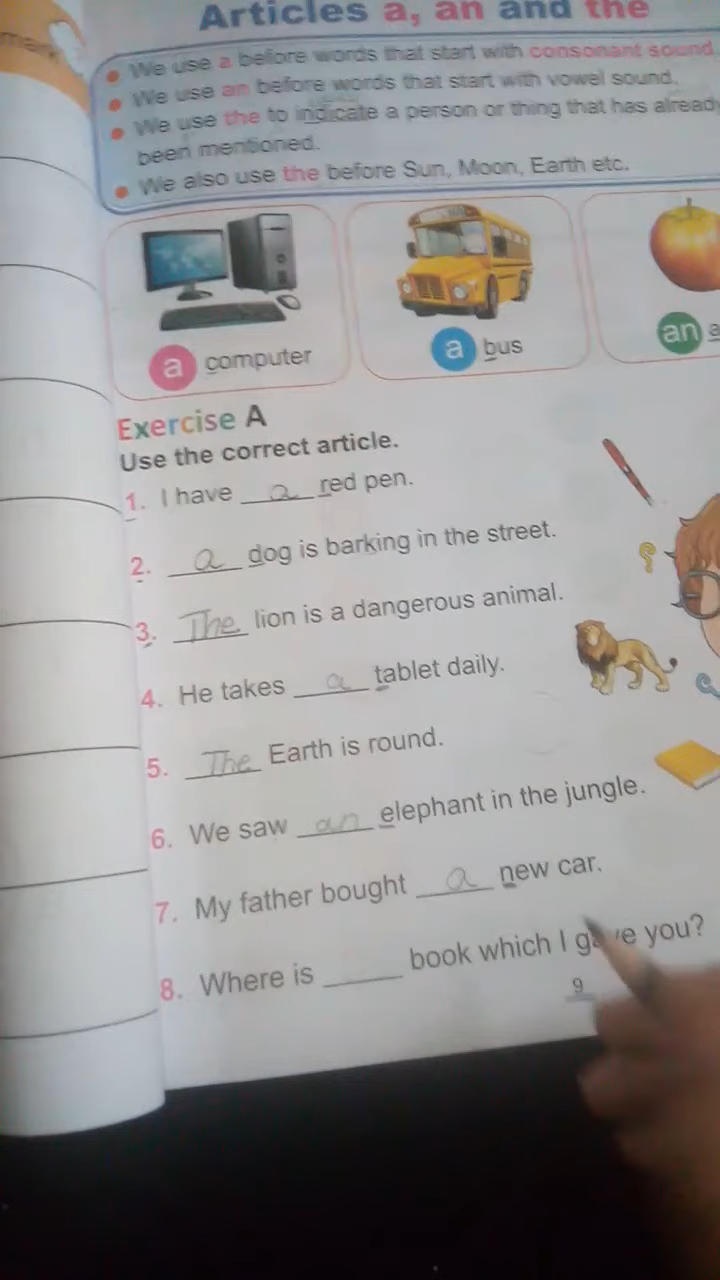 Articles a, an and the
We use a before words that start with consonant sound
We use an before words that start with vowel sound.
We use the to indicate a person or thing that has already
been mentioned.
We also use the before Sun, Moon, Earth etc.
a computer
a bus
an a
Exercise A
Use the correct article.
1. I have a red pen.
2. a dog is barking in the street.
3. The lion is a dangerous animal.
4. He takes a tablet daily.
5. The Earth is round.
6. We saw an elephant in the jungle.
7. My father bought a new car.
8. Where is _____ book which I gave you?
9